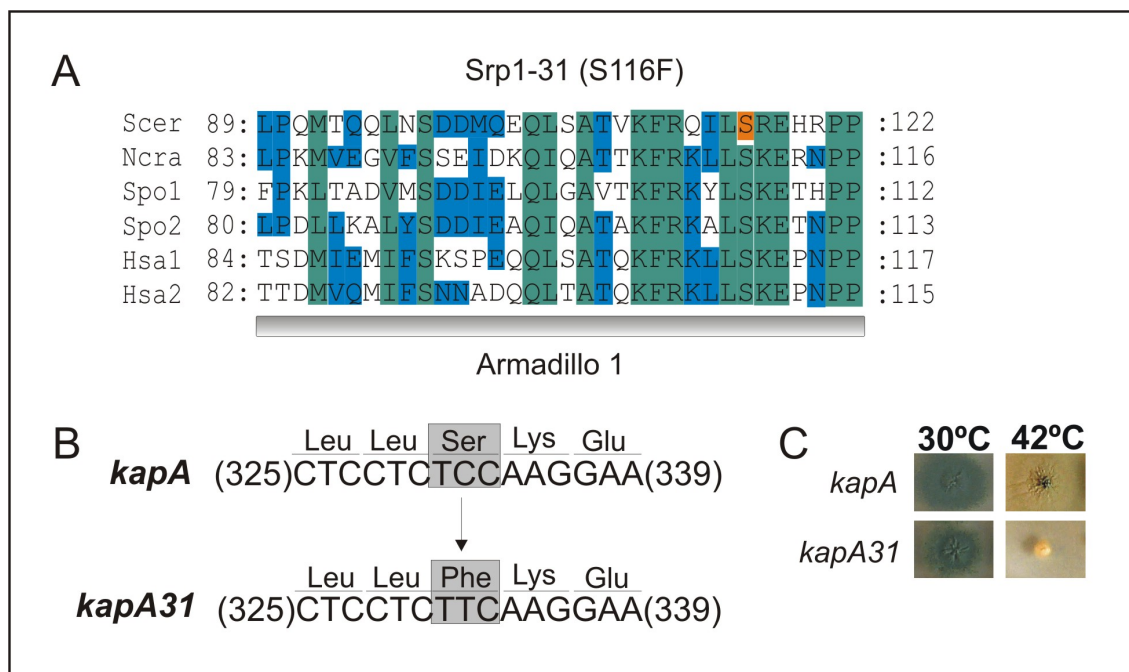 A
Srp1-31 (S116F)
Scer 89: LPQMTQQLNSDDMQEQLSATVKFRQILSREHRPP :122
Ncra 83: LPKMVEGVFSSEIDKQIQATTKFRKLLSKERNPP :116
Spo1 79: FPKLTADVMSDDIELQLGAVTKFRKYLSKETHPP :112
Spo2 80: LPDLLKALYSDDIEAQIQATAKFRKALSKETNPP :113
Hsa1 84: TSDMIEMIFSKSPEQQLSATQKFRKLLSKEPNPP :117
Hsa2 82: TTDMVQMIFSNNADQQLTATQKFRKLLSKEPNPP :115
Armadillo 1
B
Leu Leu Ser Lys Glu
kapA (325)CTCCTCTCCAAGGAA(339)
Leu Leu Phe Lys Glu
kapA31 (325)CTCCTCTTCAAGGAA(339)
C
30ºC 42ºC
kapA
kapA31